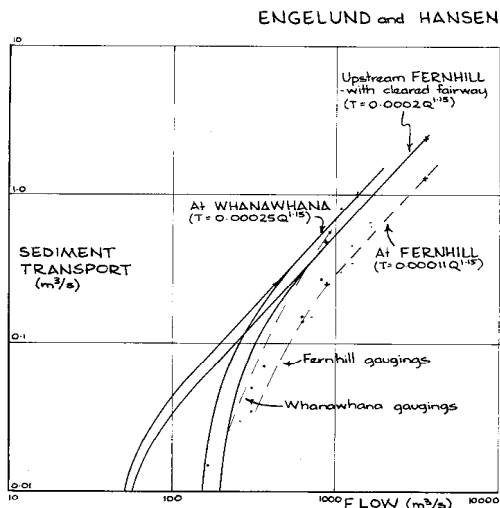 ENGELUND and HANSEN
10
Upstream FERNHILL
-with cleared fairway
(T=0.0002Q^1.15)
1.0
At WHANAWHANA
(T=0.00025Q^1.15)
SEDIMENT
TRANSPORT
(m³/s)
At FERNHILL
(T=0.00011Q^1.15)
0.1
Fernhill gaugings
Whanawhana gaugings
0.01
10
100
1000
FLOW (m³/s)
10000